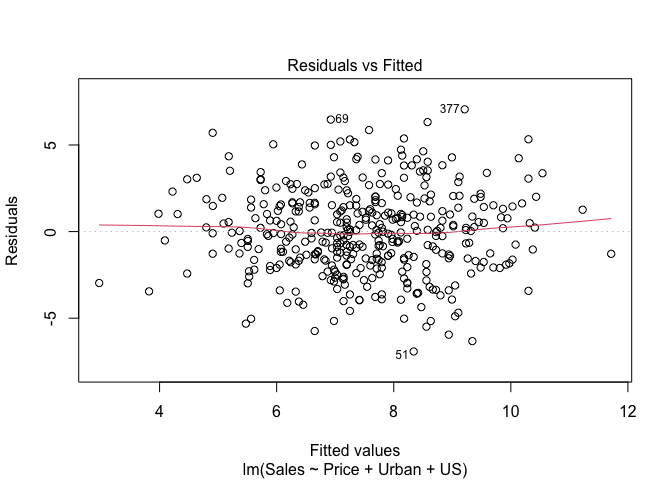 Residuals vs Fitted
Residuals
5
0
-5
69
377
51
4 6 8 10 12
Fitted values
lm(Sales ~ Price + Urban + US)